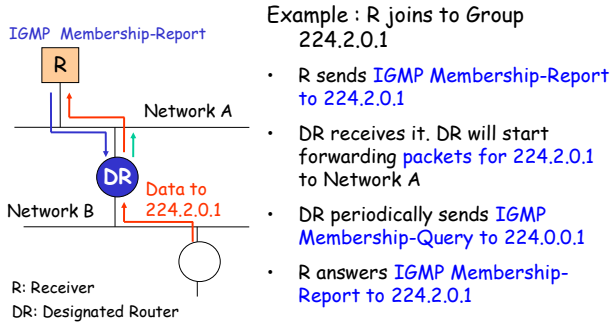 IGMP Membership-Report
R
Network A
DR
Data to
224.2.0.1
Network B
R: Receiver
DR: Designated Router
Example : R joins to Group
224.2.0.1
• R sends IGMP Membership-Report
to 224.2.0.1
• DR receives it. DR will start
forwarding packets for 224.2.0.1
to Network A
• DR periodically sends IGMP
Membership-Query to 224.0.0.1
• R answers IGMP Membership-
Report to 224.2.0.1